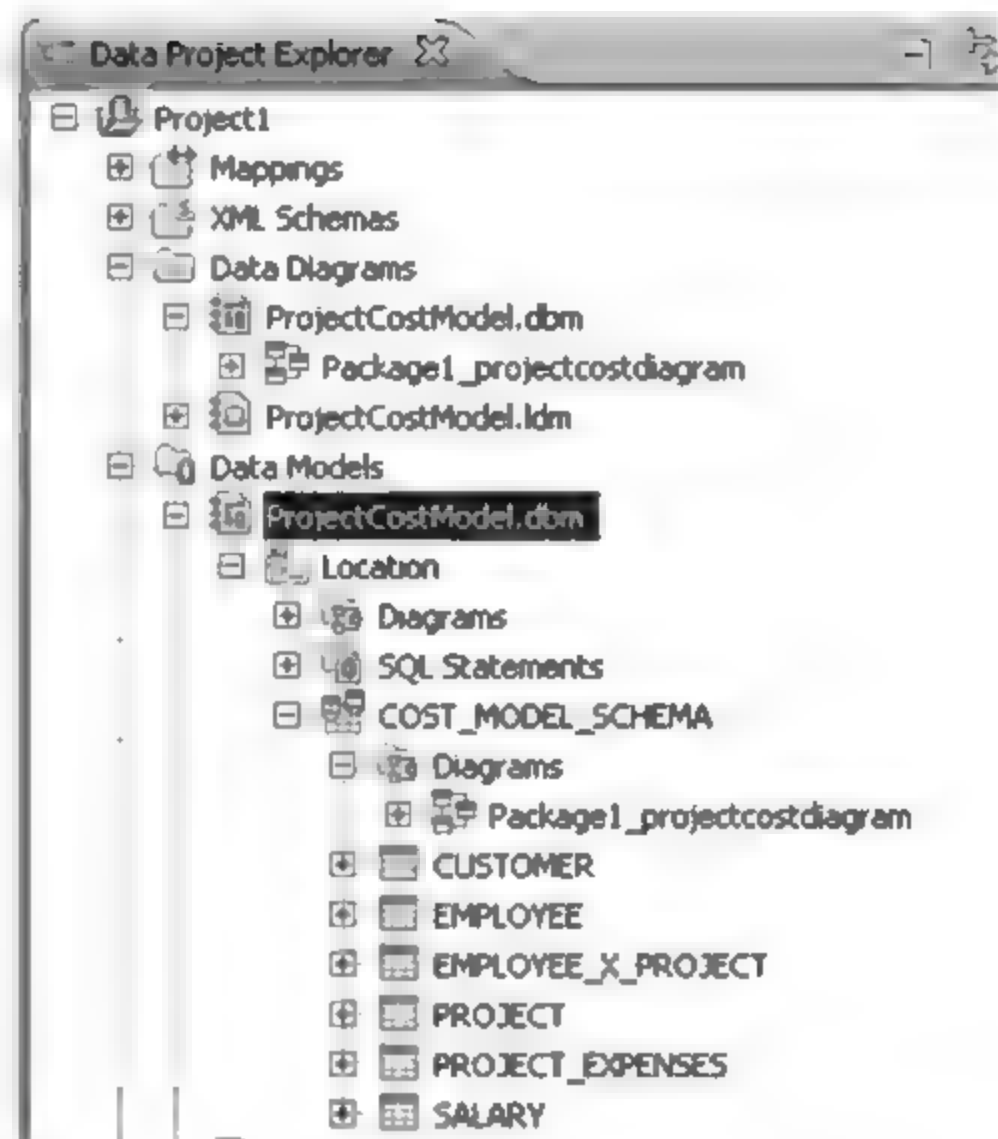 Data Project Explorer
Project1
Mappings
XML Schemas
Data Diagrams
ProjectCostModel.dbm
Package1_projectcostdiagram
ProjectCostModel.ldm
Data Models
ProjectCostModel.dbm
Location
Diagrams
SQL Statements
COST_MODEL_SCHEMA
Diagrams
Package1_projectcostdiagram
CUSTOMER
EMPLOYEE
EMPLOYEE_X_PROJECT
PROJECT
PROJECT_EXPENSES
SALARY